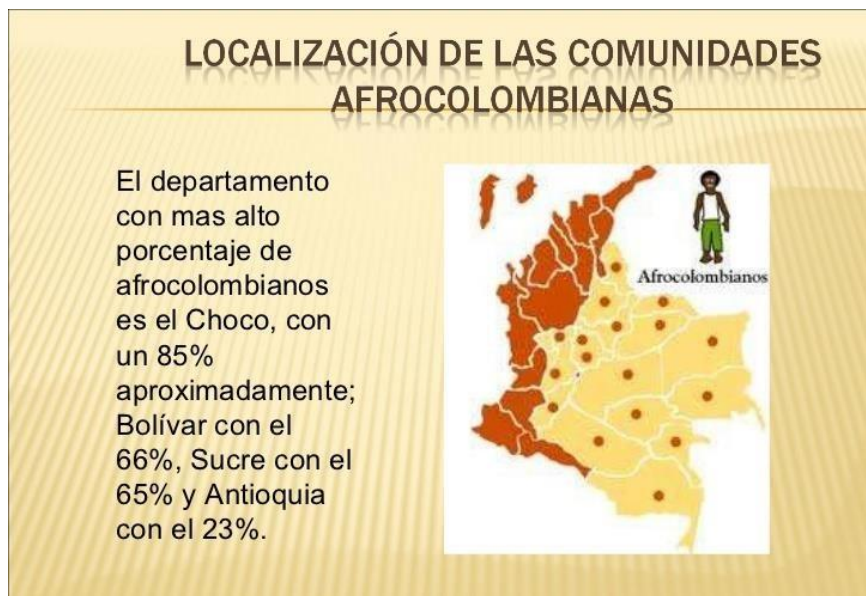 LOCALIZACIÓN DE LAS COMUNIDADES
AFROCOLOMBIANAS
El departamento
con mas alto
porcentaje de
afrocolombianos
es el Choco, con
un 85%
aproximadamente;
Bolívar con el
66%, Sucre con el
65% y Antioquia
con el 23%.
Afrocolombianos